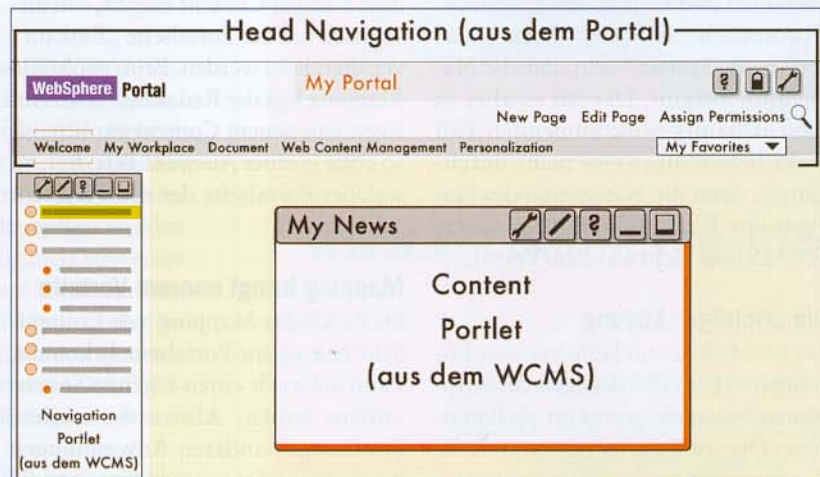 Head Navigation (aus dem Portal)
WebSphere Portal
My Portal
?
New Page Edit Page Assign Permissions
Welcome My Workplace Document Web Content Management Personalization
My Favorites
?
My News
?
Content
Portlet
(aus dem WCMS)
Navigation
Portlet
(aus dem WCMS)